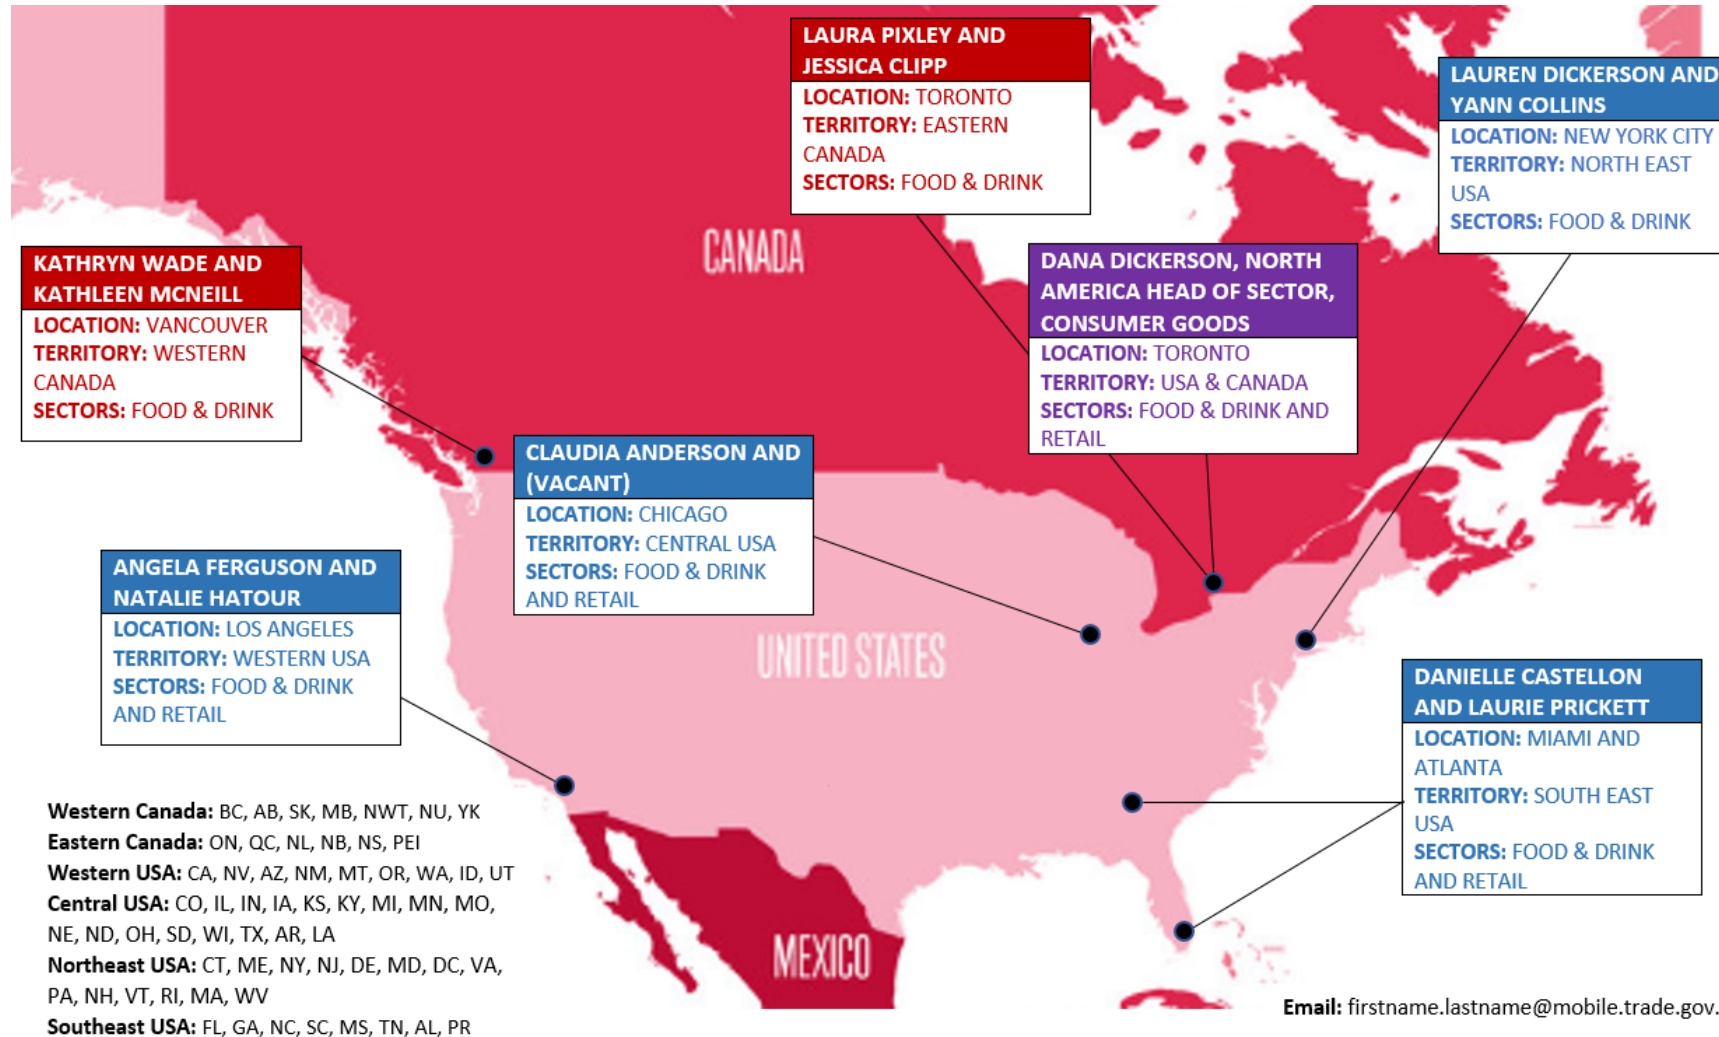 LAURA PIXLEY AND
JESSICA CLIPP
LOCATION: TORONTO
TERRITORY: EASTERN
CANADA
SECTORS: FOOD & DRINK
LAUREN DICKERSON AND
YANN COLLINS
LOCATION: NEW YORK CITY
TERRITORY: NORTH EAST
USA
SECTORS: FOOD & DRINK
CANADA
KATHRYN WADE AND
KATHLEEN MCNEILL
LOCATION: VANCOUVER
TERRITORY: WESTERN
CANADA
SECTORS: FOOD & DRINK
DANA DICKERSON, NORTH
AMERICA HEAD OF SECTOR,
CONSUMER GOODS
LOCATION: TORONTO
TERRITORY: USA & CANADA
SECTORS: FOOD & DRINK AND
RETAIL
CLAUDIA ANDERSON AND
(VACANT)
LOCATION: CHICAGO
TERRITORY: CENTRAL USA
SECTORS: FOOD & DRINK
AND RETAIL
ANGELA FERGUSON AND
NATALIE HATOUR
LOCATION: LOS ANGELES
TERRITORY: WESTERN USA
SECTORS: FOOD & DRINK
AND RETAIL
UNITED STATES
DANIELLE CASTELLON
AND LAURIE PRICKETT
LOCATION: MIAMI AND
ATLANTA
TERRITORY: SOUTH EAST
USA
SECTORS: FOOD & DRINK
AND RETAIL
Western Canada: BC, AB, SK, MB, NWT, NU, YK
Eastern Canada: ON, QC, NL, NB, NS, PEI
Western USA: CA, NV, AZ, NM, MT, OR, WA, ID, UT
Central USA: CO, IL, IN, IA, KS, KY, MI, MN, MO,
NE, ND, OH, SD, WI, TX, AR, LA
Northeast USA: CT, ME, NY, NJ, DE, MD, DC, VA,
PA, NH, VT, RI, MA, WV
Southeast USA: FL, GA, NC, SC, MS, TN, AL, PR
MEXICO
Email: firstname.lastname@mobile.trade.gov.